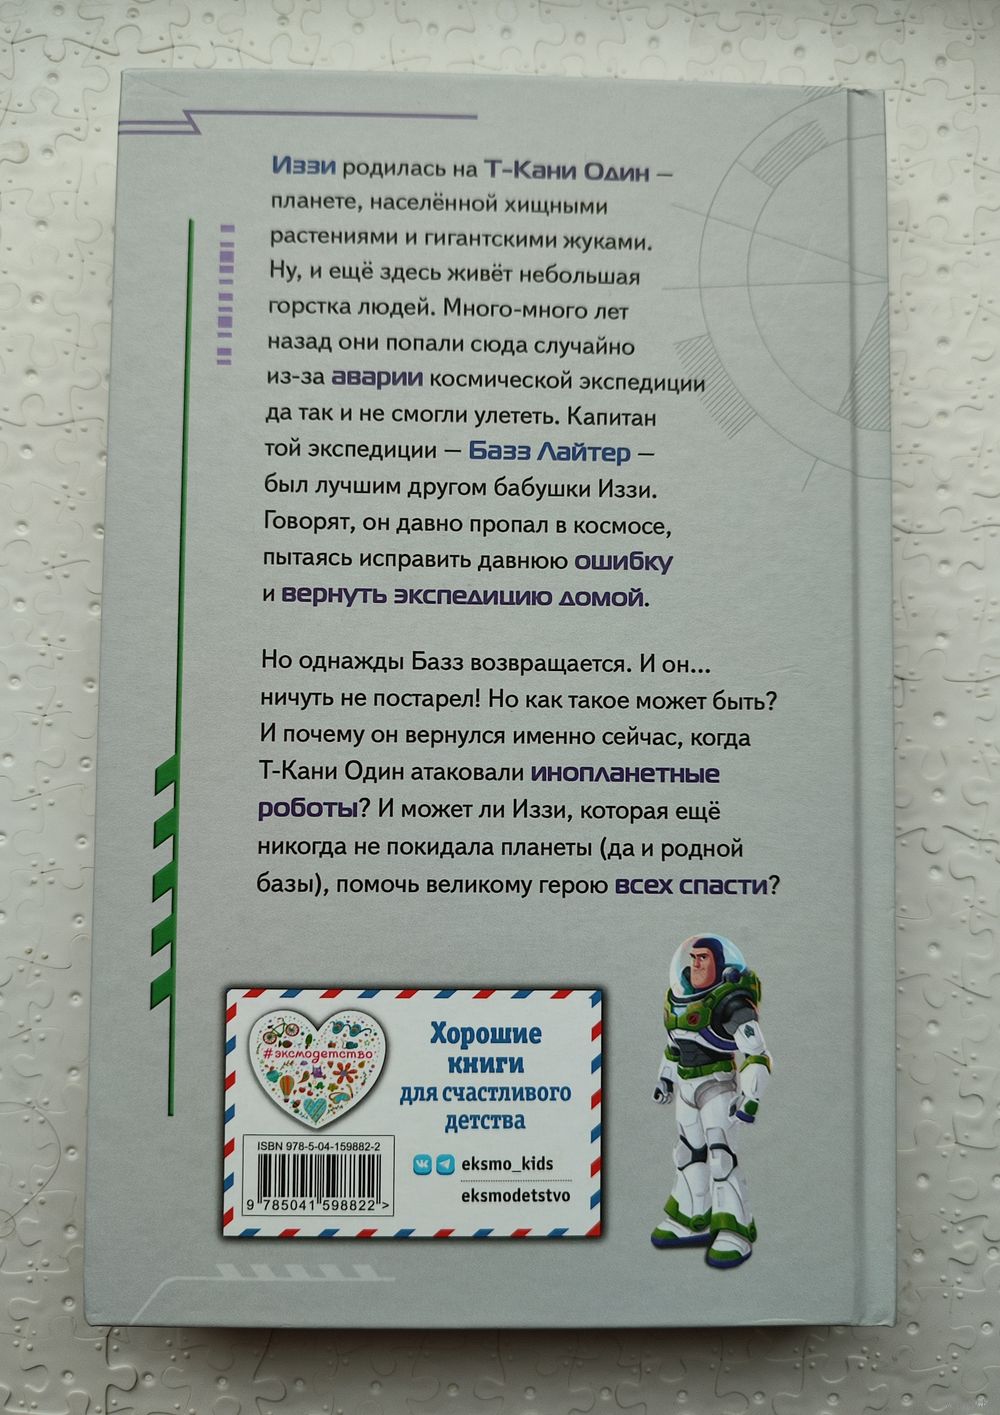 Иззи родилась на Т-Кани Один —
планете, населённой хищными
растениями и гигантскими жуками.
Ну, и ещё здесь живёт небольшая
горстка людей. Много-много лет
назад они попали сюда случайно
из-за аварии космической экспедиции
да так и не смогли улететь. Капитан
той экспедиции — Базз Лайтер —
был лучшим другом бабушки Иззи.
Говорят, он давно пропал в космосе,
пытаясь исправить давнюю ошибку
и вернуть экспедицию домой.
Но однажды Базз возвращается. И он...
ничуть не постарел! Но как такое может быть?
И почему он вернулся именно сейчас, когда
Т-Кани Один атаковали инопланетные
роботы? И может ли Иззи, которая ещё
никогда не покидала планеты (да и родной
базы), помочь великому герою всех спасти?
#эксмодетство
Хорошие
книги
для счастливого
детства
ISBN 978-5-04-159882-2
9 785041 598822 >
eksmo_kids
eksmodetstvo